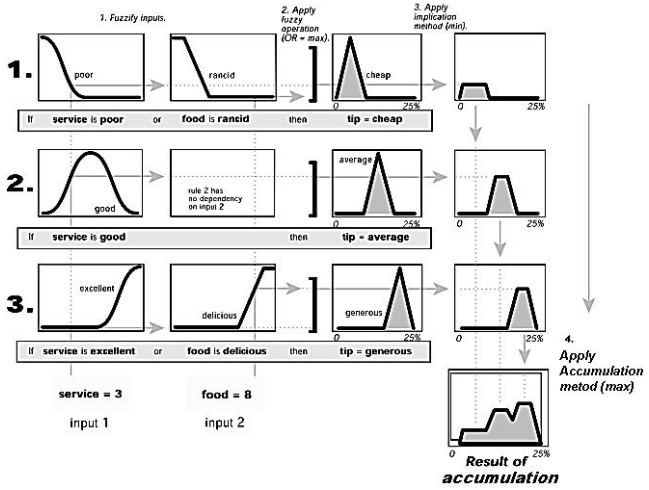 1. Fuzzify inputs.
2. Apply
fuzzy
operation
(OR = max).
3. Apply
implication
method (min).
1.
poor
rancid
cheap
0 25%
0 25%
If service is poor or food is rancid then tip = cheap
2.
good
rule 2 has
no dependency
on input 2
average
0 25%
0 25%
If service is good then tip = average
3.
excellent
delicious
generous
0 25%
0 25%
If service is excellent or food is delicious then tip = generous
4.
Apply
Accumulation
metod (max)
service = 3 food = 8
input 1 input 2
0 25%
Result of
accumulation